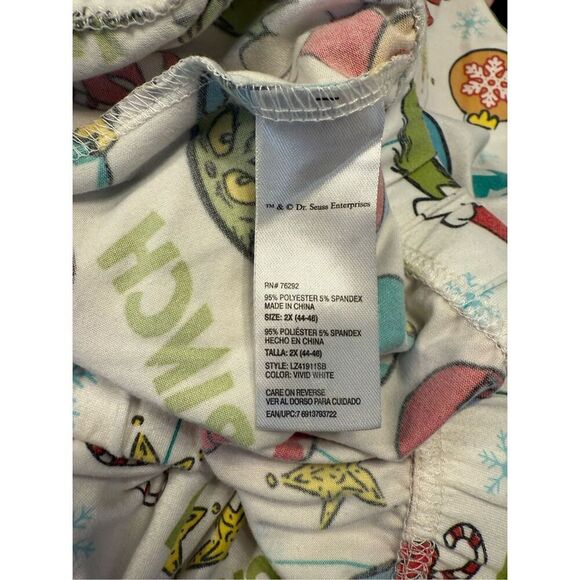 ™ & © Dr. Seuss Enterprises
RN# 76292
95% POLYESTER 5% SPANDEX
MADE IN CHINA
SIZE: 2X (44-46)
95% POLIÉSTER 5% SPANDEX
HECHO EN CHINA
TALLA: 2X (44-46)
STYLE: LZ41911SB
COLOR: VIVID WHITE
CARE ON REVERSE
VER AL DORSO PARA CUIDADO
EAN/UPC:7 6913793722
INCH